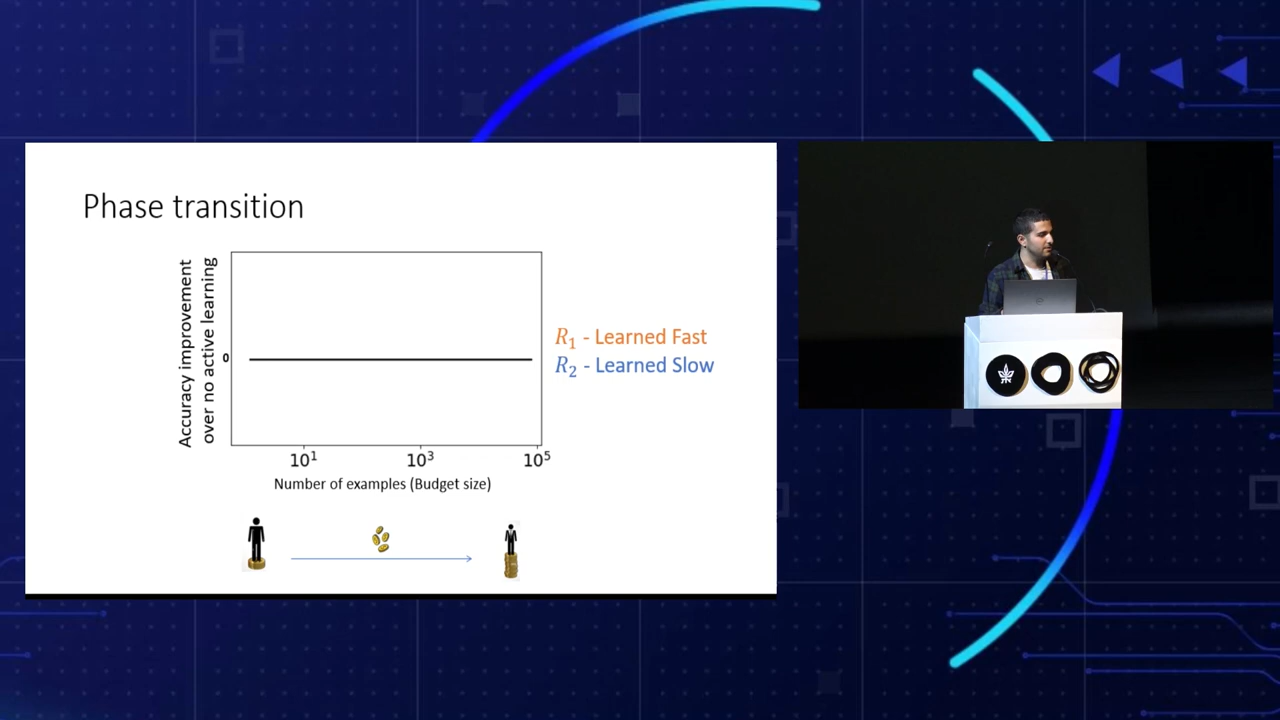 Phase transition
Accuracy improvement
over no active learning
0
10¹
10³
10⁵
Number of examples (Budget size)
R₁ - Learned Fast
R₂ - Learned Slow